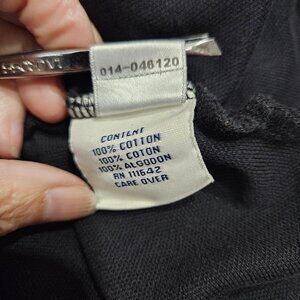 014-046120
CONTENT
100% COTTON
100% COTON
100% ALGODON
RN 111642
CARE OVER